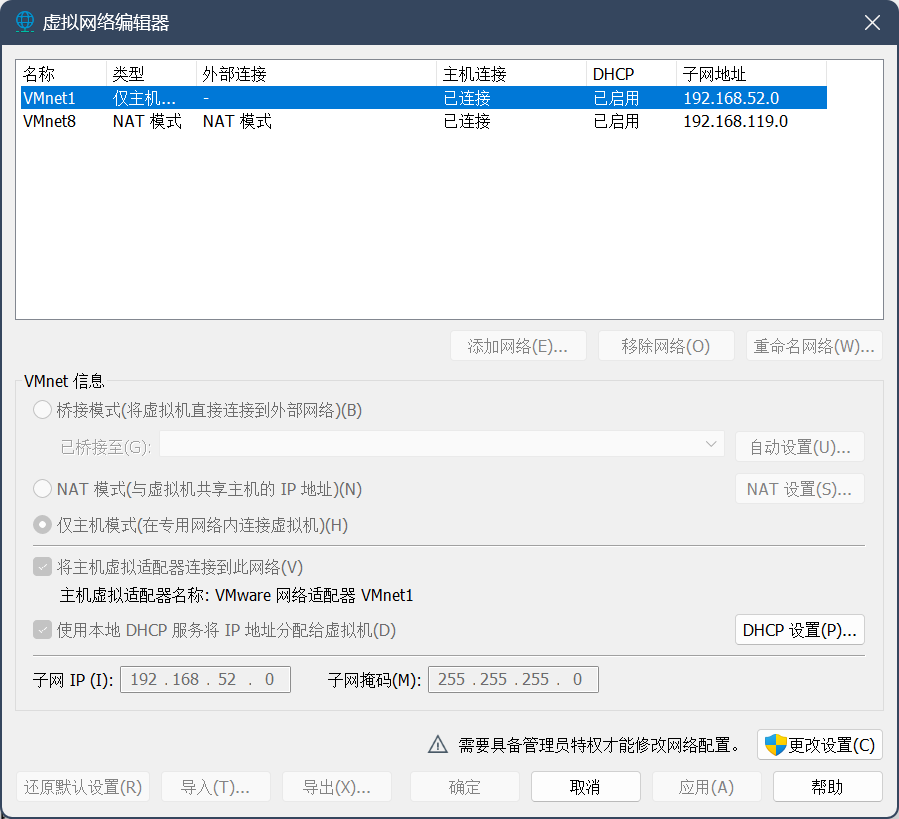 虚拟网络编辑器
名称 类型 外部连接 主机连接 DHCP 子网地址
VMnet1 仅主机... - 已连接 已启用 192.168.52.0
VMnet8 NAT 模式 NAT 模式 已连接 已启用 192.168.119.0
添加网络(E)... 移除网络(O) 重命名网络(W)...
VMnet 信息
桥接模式(将虚拟机直接连接到外部网络)(B)
已桥接至(G): 自动设置(U)...
NAT 模式(与虚拟机共享主机的 IP 地址)(N) NAT 设置(S)...
仅主机模式(在专用网络内连接虚拟机)(H)
将主机虚拟适配器连接到此网络(V)
主机虚拟适配器名称: VMware 网络适配器 VMnet1
使用本地 DHCP 服务将 IP 地址分配给虚拟机(D) DHCP 设置(P)...
子网 IP (I): 192 . 168 . 52 . 0 子网掩码(M): 255 . 255 . 255 . 0
需要具备管理员特权才能修改网络配置。 更改设置(C)
还原默认设置(R) 导入(T)... 导出(X)... 确定 取消 应用(A) 帮助